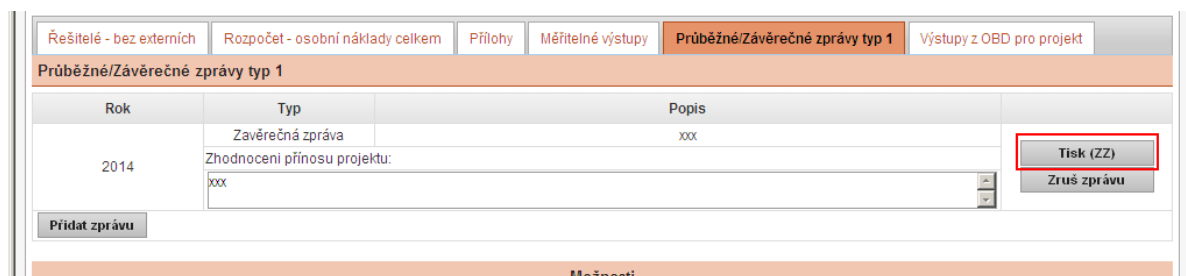 Řešitelé - bez externích Rozpočet - osobní náklady celkem Přílohy Měřitelné výstupy Průběžné/Závěrečné zprávy typ 1 Výstupy z OBD pro projekt
Průběžné/Závěrečné zprávy typ 1
Rok Typ Popis
Zavěrečná zpráva xxx
2014
Zhodnoceni přínosu projektu:
xxx
Tisk (ZZ)
Zruš zprávu
Přidat zprávu